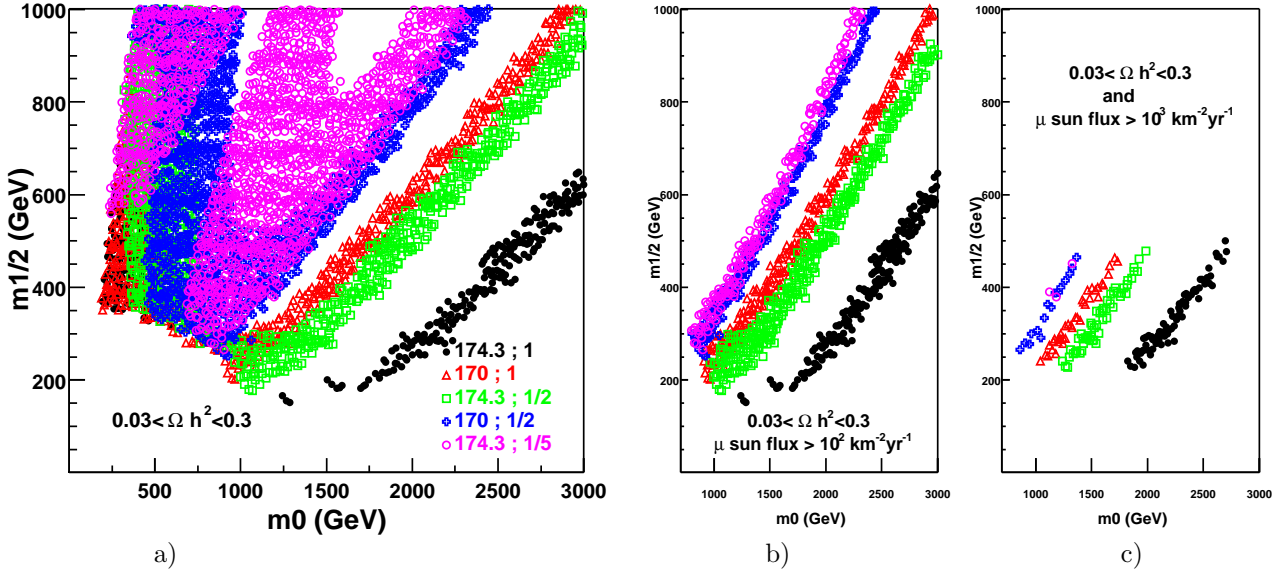 m1/2 (GeV)
1000
800
600
400
200
174.3 ; 1
170 ; 1
174.3 ; 1/2
170 ; 1/2
174.3 ; 1/5
0.03< Ω h²<0.3
500
1000
1500
2000
2500
3000
m0 (GeV)
a)
m1/2 (GeV)
1000
800
600
400
200
0.03< Ω h²<0.3
μ sun flux > 10² km⁻²yr⁻¹
1000
1500
2000
2500
3000
m0 (GeV)
b)
m1/2 (GeV)
1000
800
600
400
200
0.03< Ω h²<0.3
and
μ sun flux > 10³ km⁻²yr⁻¹
1000
1500
2000
2500
3000
m0 (GeV)
c)